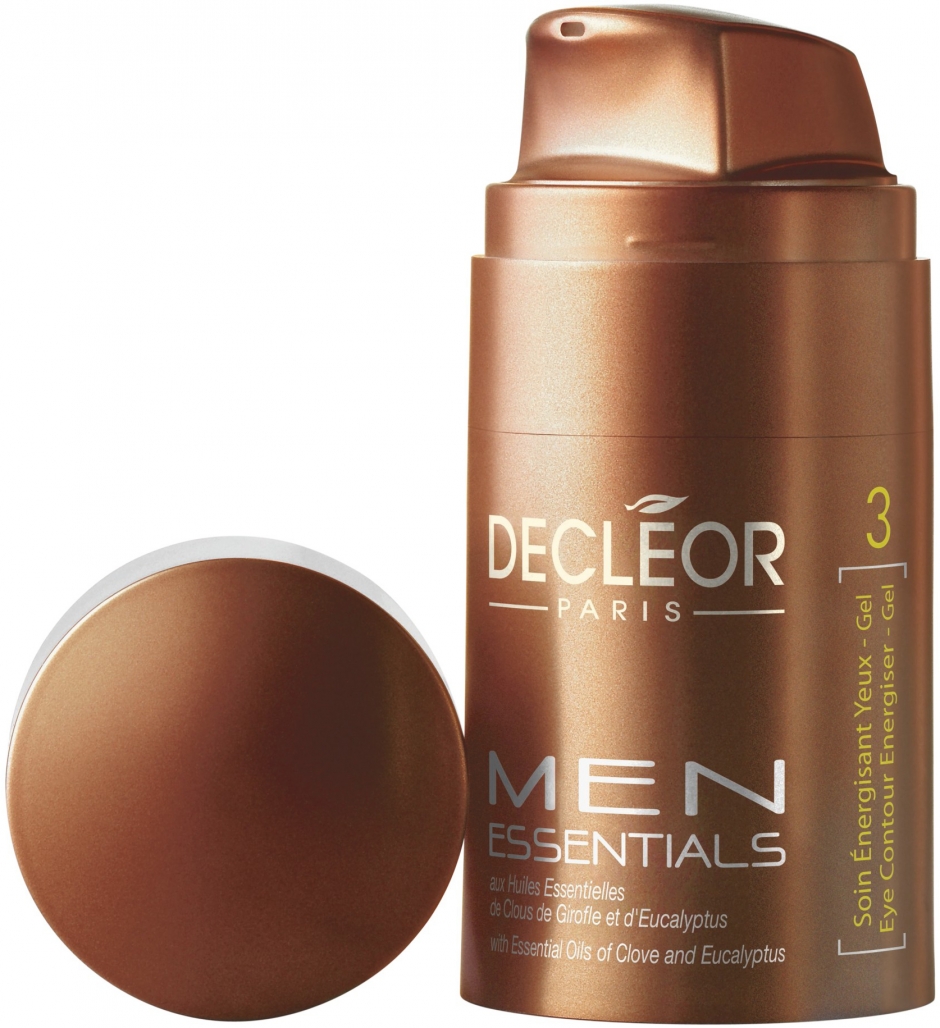 DECLÉOR
PARIS
MEN
ESSENTIALS
aux Huiles Essentielles
de Clous de Girofle et d'Eucalyptus
with Essential Oils of Clove and Eucalyptus
Soin Énergisant Yeux - Gel
Eye Contour Energiser - Gel
3